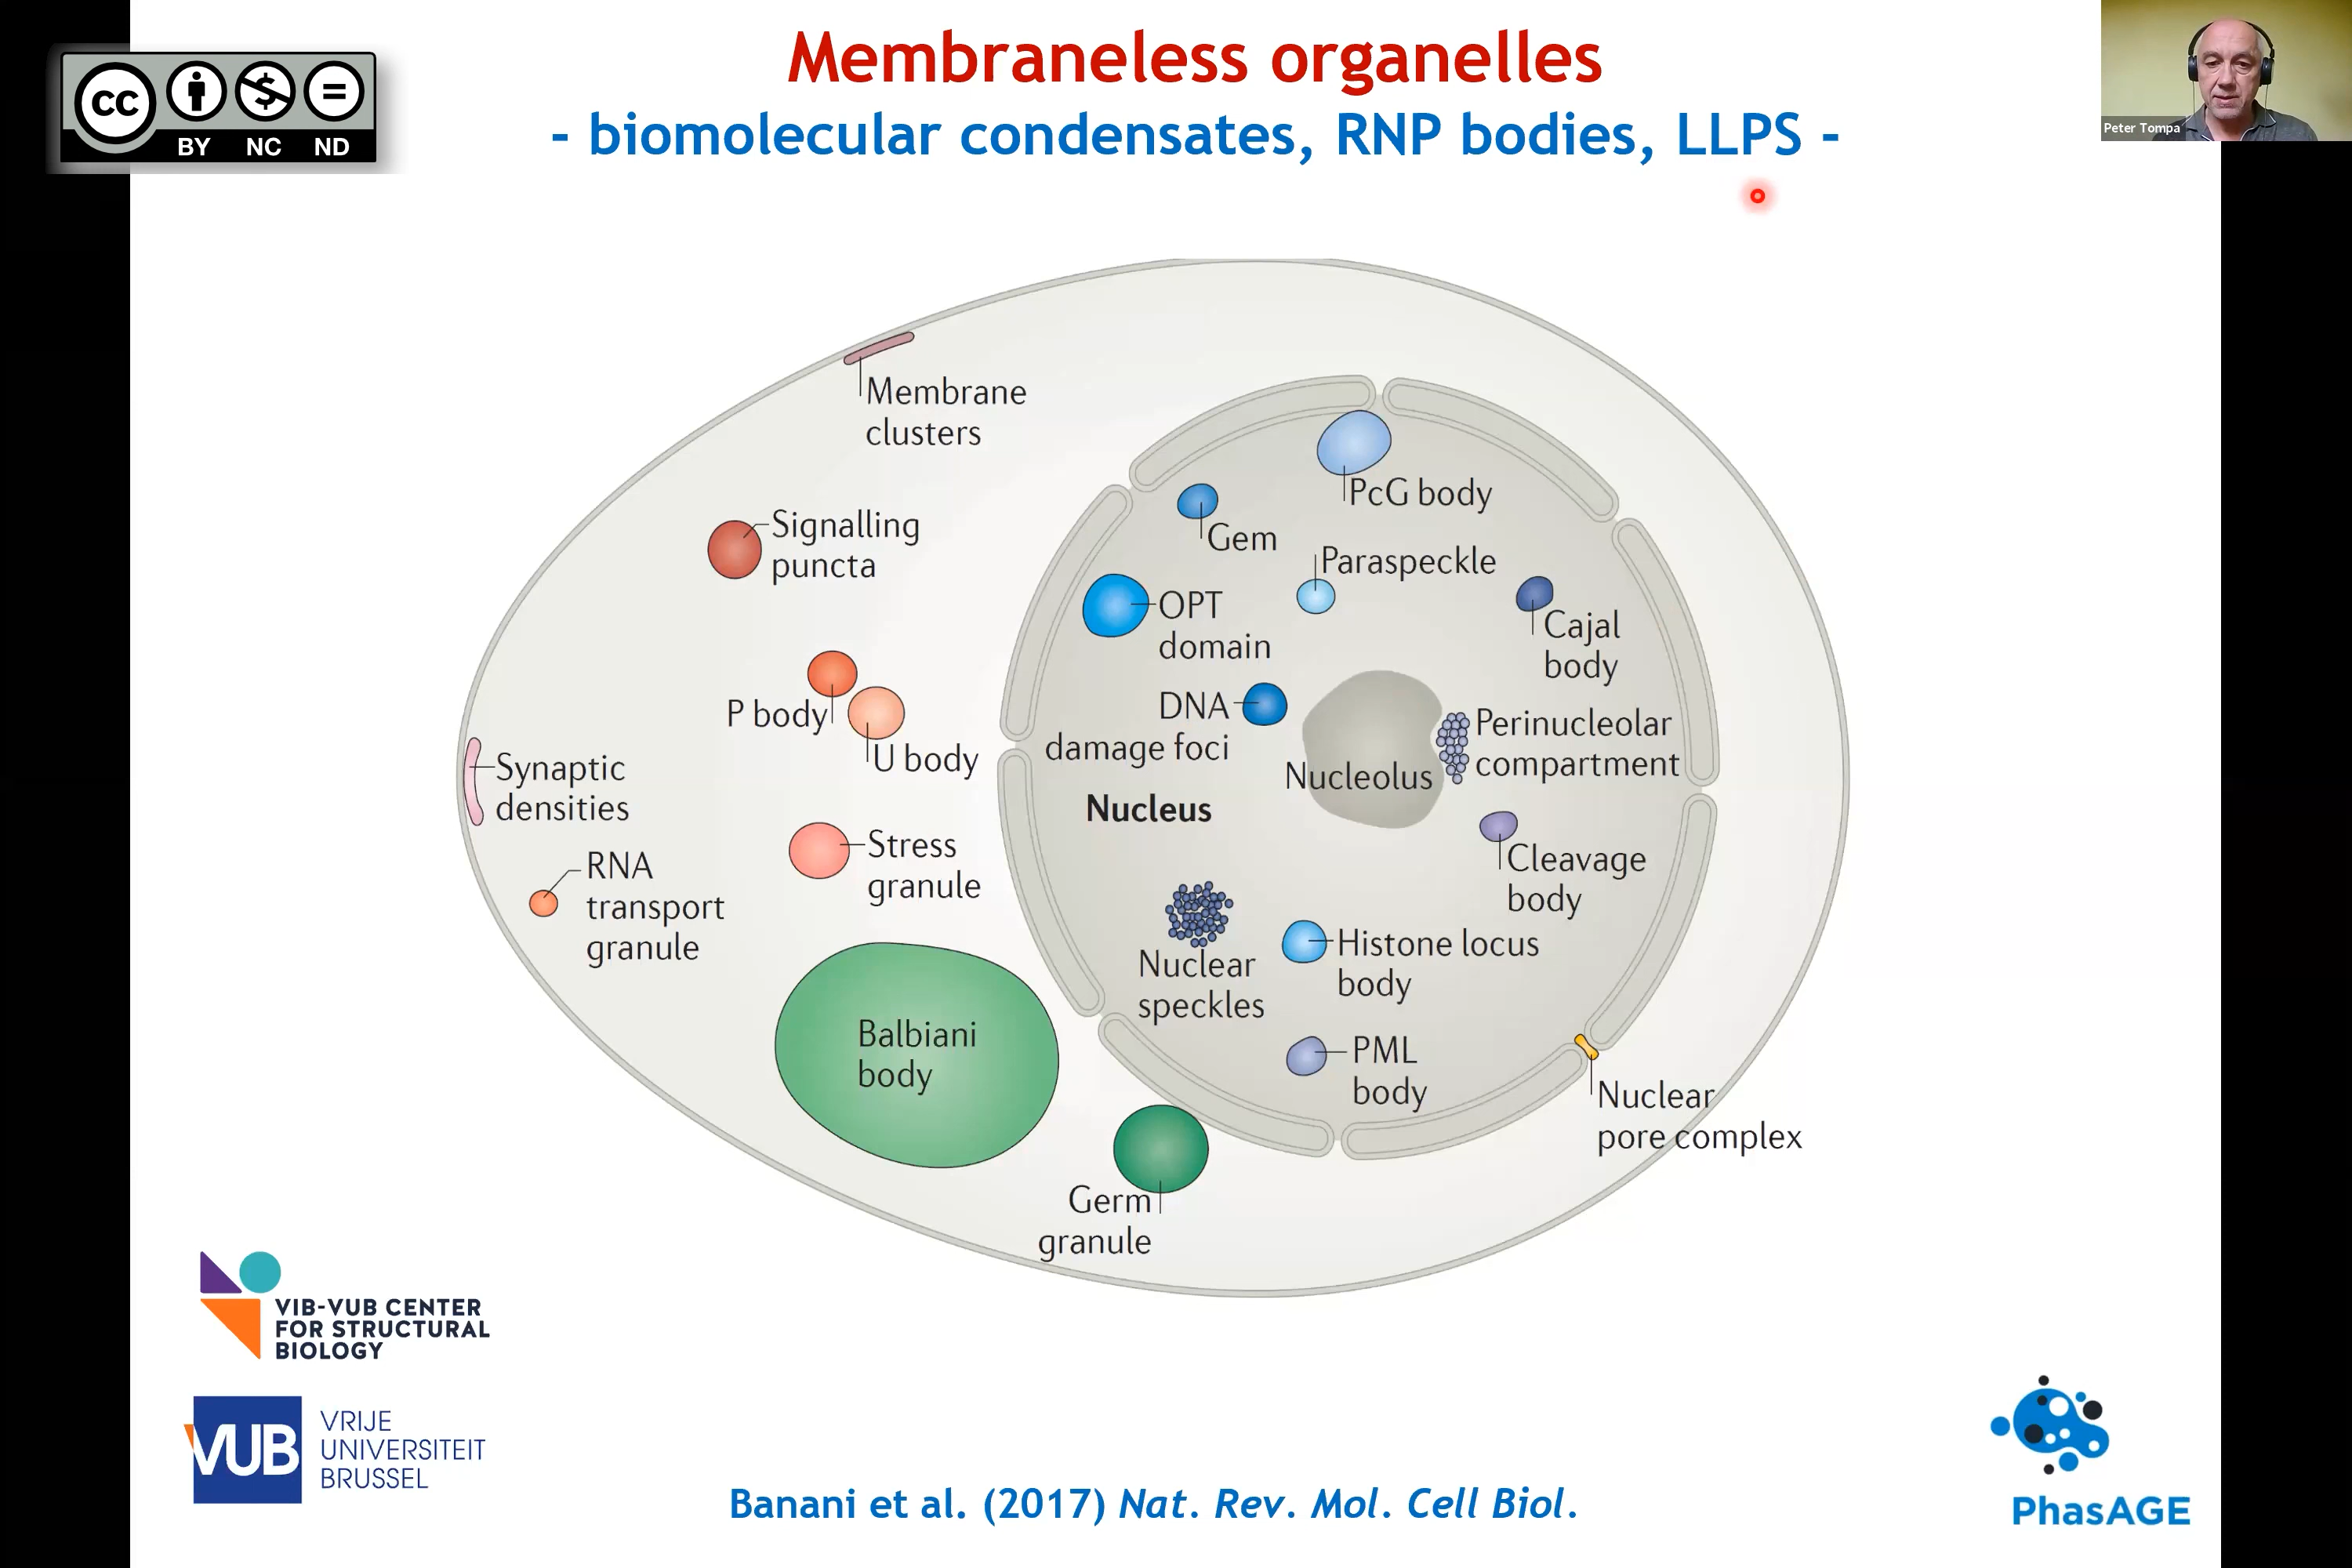 Membraneless organelles
- biomolecular condensates, RNP bodies, LLPS -
cc
BY NC ND
Peter Tompa
Membrane
clusters
Signalling
puncta
P body
U body
Synaptic
densities
RNA
transport
granule
Stress
granule
Balbiani
body
Germ
granule
PcG body
Gem
Paraspeckle
OPT
domain
Cajal
body
DNA
damage foci
Nucleolus
Perinucleolar
compartment
Nucleus
Cleavage
body
Nuclear
speckles
Histone locus
body
PML
body
Nuclear
pore complex
VIB-VUB CENTER
FOR STRUCTURAL
BIOLOGY
VUB
VRIJE
UNIVERSITEIT
BRUSSEL
Banani et al. (2017) Nat. Rev. Mol. Cell Biol.
PhasAGE